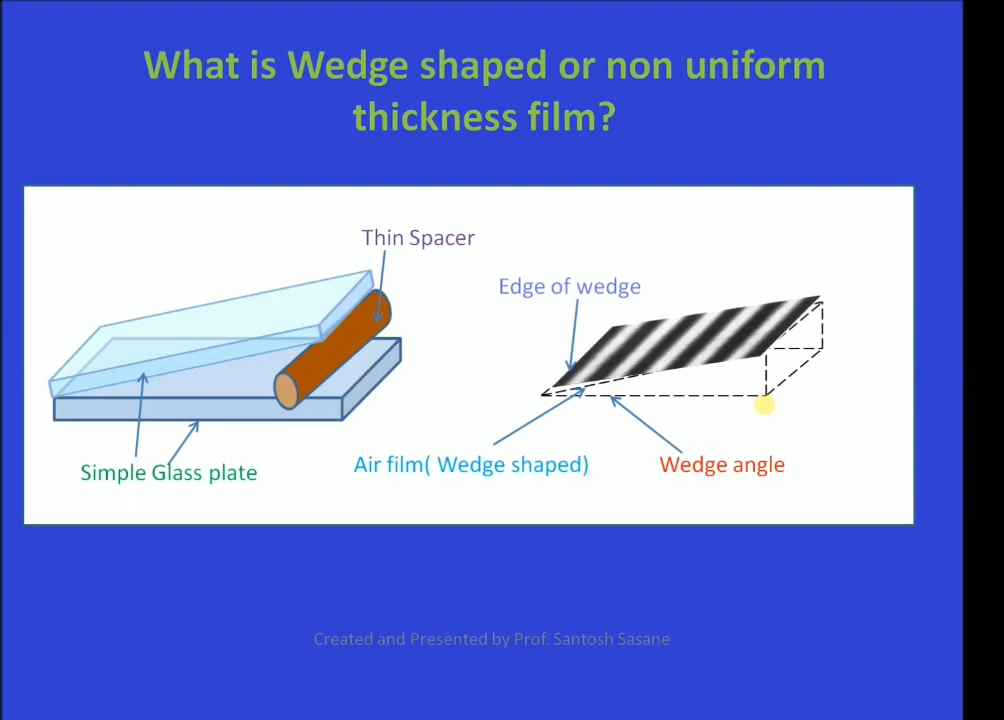 What is Wedge shaped or non uniform
thickness film?
Thin Spacer
Edge of wedge
Simple Glass plate
Air film( Wedge shaped)
Wedge angle
Created and Presented by Prof. Santosh Sasane